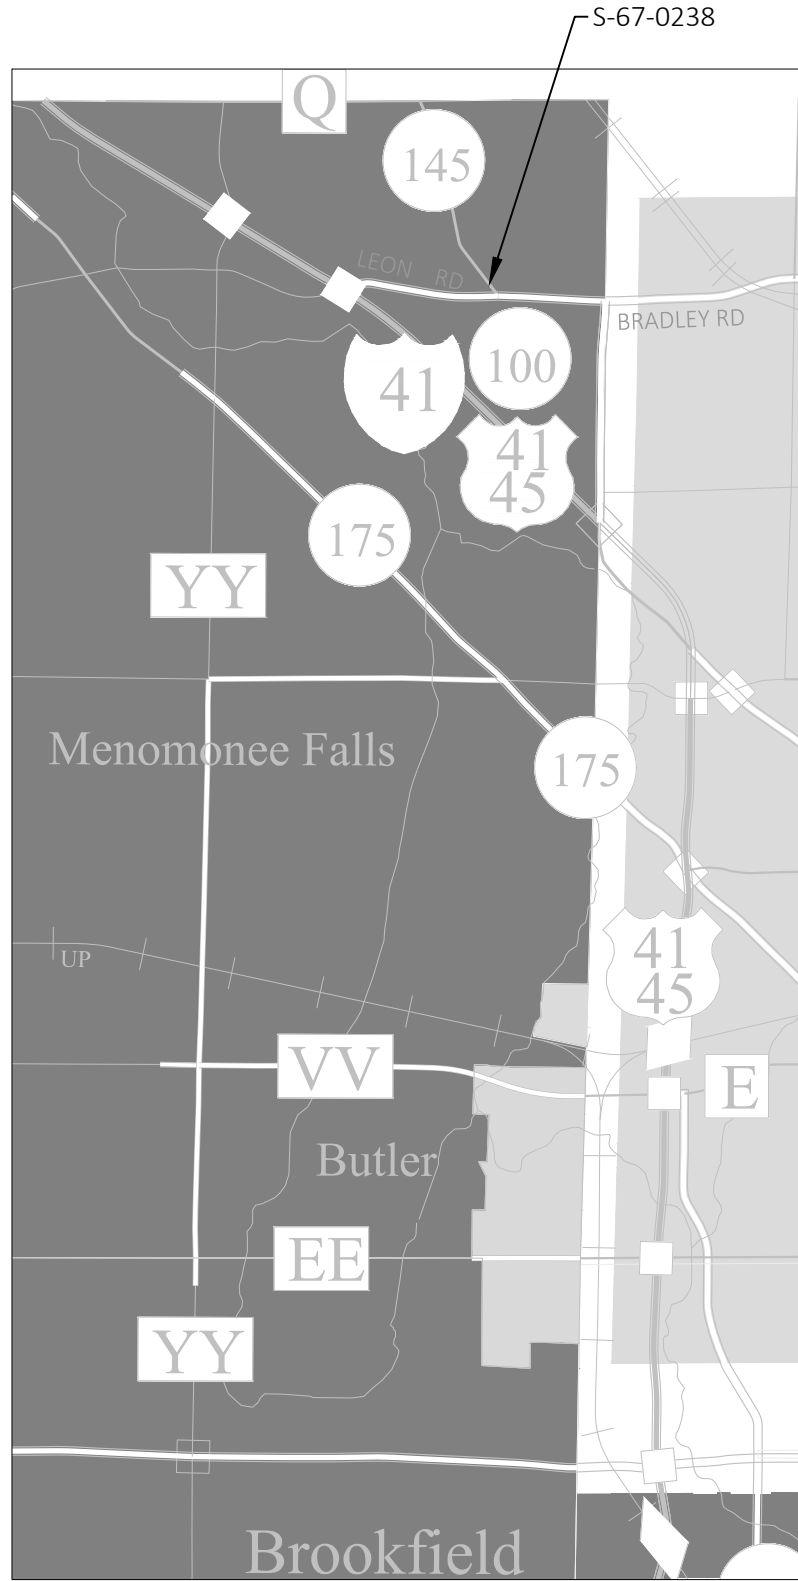 S-67-0238
Q
145
LEON RD
BRADLEY RD
100
41
41
45
175
YY
Menomonee Falls
175
41
45
UP
VV
E
Butler
EE
YY
Brookfield